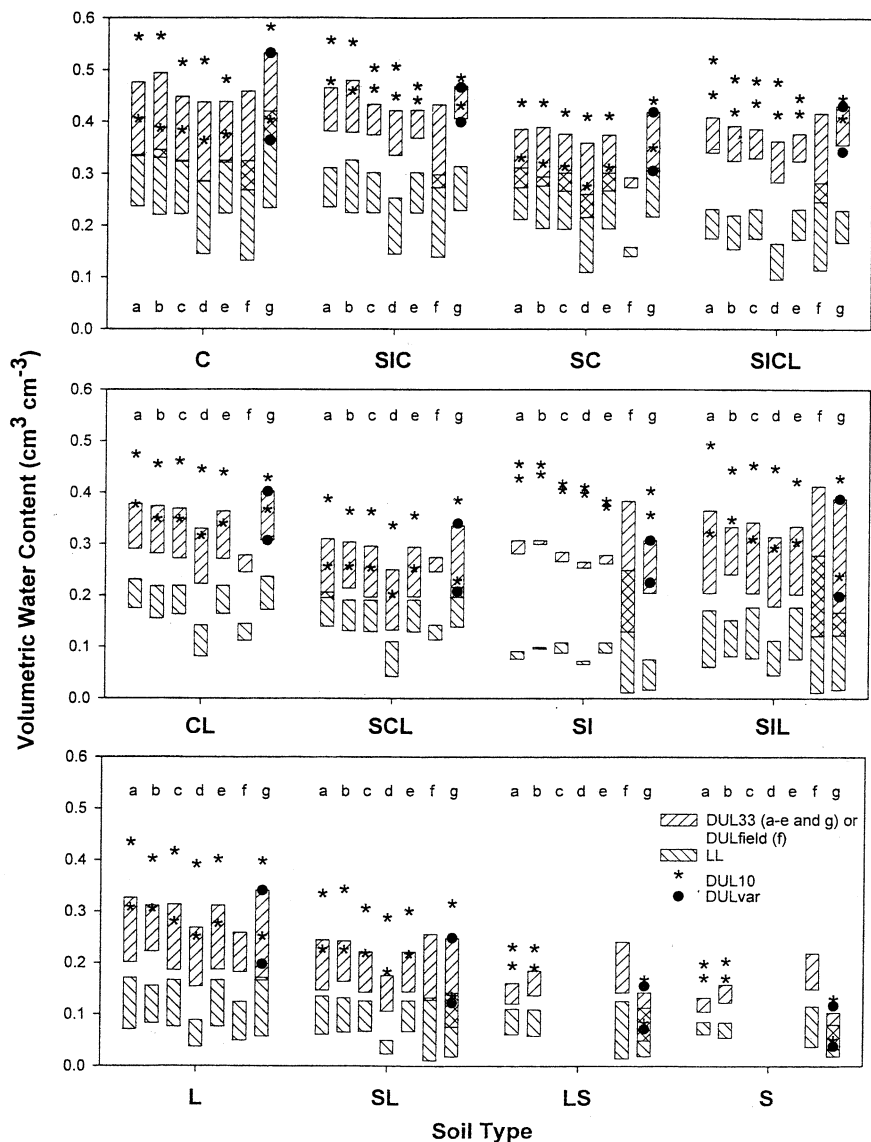 Volumetric Water Content (cm³ cm⁻³)
0.6
0.5
0.4
0.3
0.2
0.1
0.0
a b c d e f g
a b c d e f g
a b c d e f g
a b c d e f g
C
SIC
SC
SICL
0.6
0.5
0.4
0.3
0.2
0.1
0.0
a b c d e f g
a b c d e f g
a b c d e f g
a b c d e f g
CL
SCL
SI
SIL
0.6
0.5
0.4
0.3
0.2
0.1
0.0
a b c d e f g
a b c d e f g
a b c d e f g
a b c d e f g
DUL33 (a-e and g) or
DULfield (f)
LL
DUL10
DULvar
L
SL
LS
S
Soil Type